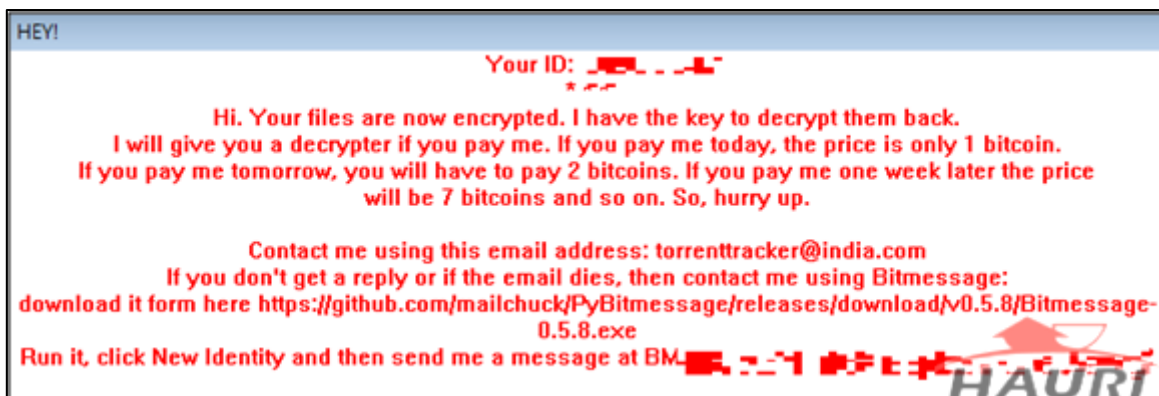 HEY!
Your ID:
Hi. Your files are now encrypted. I have the key to decrypt them back.
I will give you a decrypter if you pay me. If you pay me today, the price is only 1 bitcoin.
If you pay me tomorrow, you will have to pay 2 bitcoins. If you pay me one week later the price
will be 7 bitcoins and so on. So, hurry up.
Contact me using this email address: torrenttracker@india.com
If you don't get a reply or if the email dies, then contact me using Bitmessage:
download it form here https://github.com/mailchuck/PyBitmessage/releases/download/v0.5.8/Bitmessage-
0.5.8.exe
Run it, click New Identity and then send me a message at BM-
HAURI